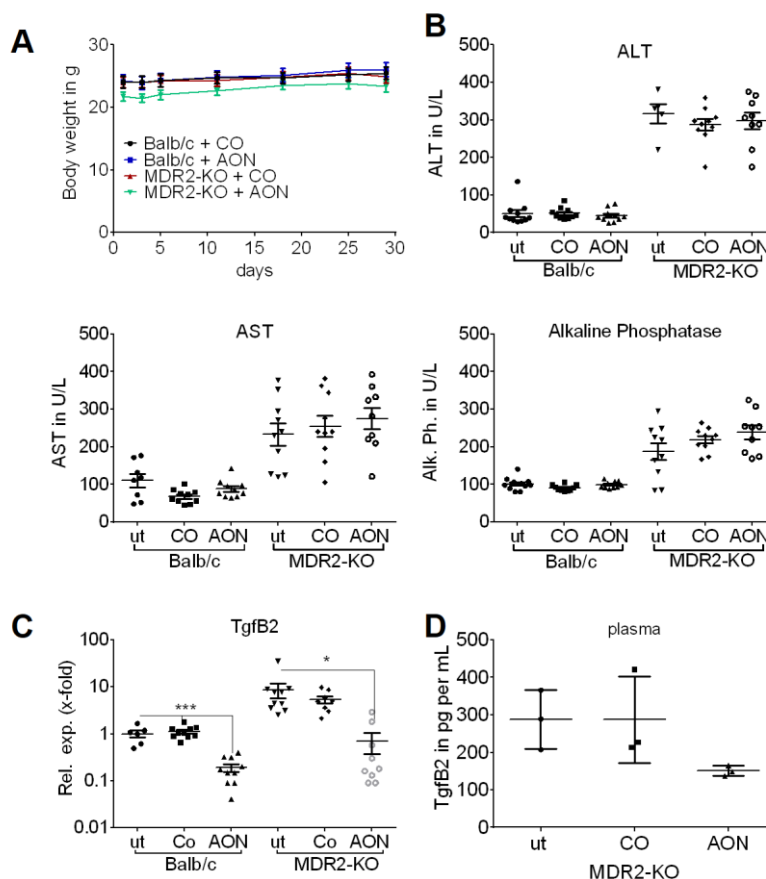 A
Body weight in g
30
20
10
0
Balb/c + CO
Balb/c + AON
MDR2-KO + CO
MDR2-KO + AON
0 5 10 15 20 25 30
days
B
ALT
ALT in U/L
500
400
300
200
100
0
ut CO AON ut CO AON
Balb/c MDR2-KO
AST
AST in U/L
500
400
300
200
100
0
ut CO AON ut CO AON
Balb/c MDR2-KO
Alkaline Phosphatase
Alk. Ph. in U/L
500
400
300
200
100
0
ut CO AON ut CO AON
Balb/c MDR2-KO
C
TgfB2
Rel. exp. (x-fold)
100
10
1
0.1
0.01
***
*
ut Co AON ut Co AON
Balb/c MDR2-KO
D
plasma
TgfB2 in pg per mL
500
400
300
200
100
0
ut CO AON
MDR2-KO